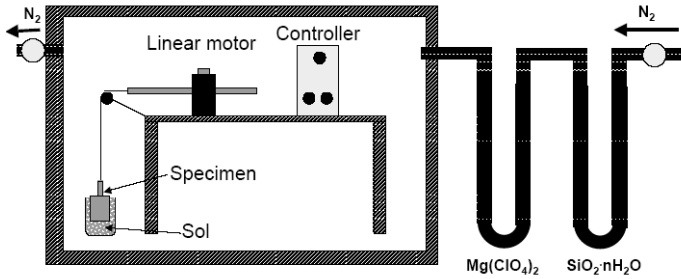 N₂
N₂
Linear motor
Controller
Specimen
Sol
Mg(ClO₄)₂
SiO₂·nH₂O